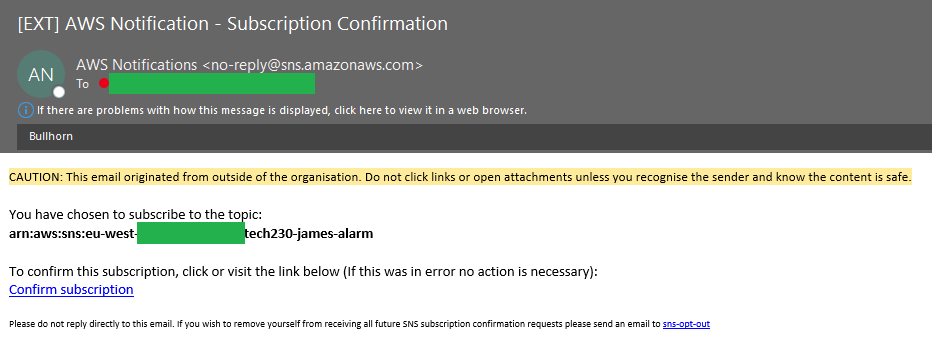 [EXT] AWS Notification - Subscription Confirmation
AN
AWS Notifications <no-reply@sns.amazonaws.com>
To
If there are problems with how this message is displayed, click here to view it in a web browser.
Bullhorn
CAUTION: This email originated from outside of the organisation. Do not click links or open attachments unless you recognise the sender and know the content is safe.
You have chosen to subscribe to the topic:
arn:aws:sns:eu-west- tech230-james-alarm
To confirm this subscription, click or visit the link below (If this was in error no action is necessary):
Confirm subscription
Please do not reply directly to this email. If you wish to remove yourself from receiving all future SNS subscription confirmation requests please send an email to sns-opt-out